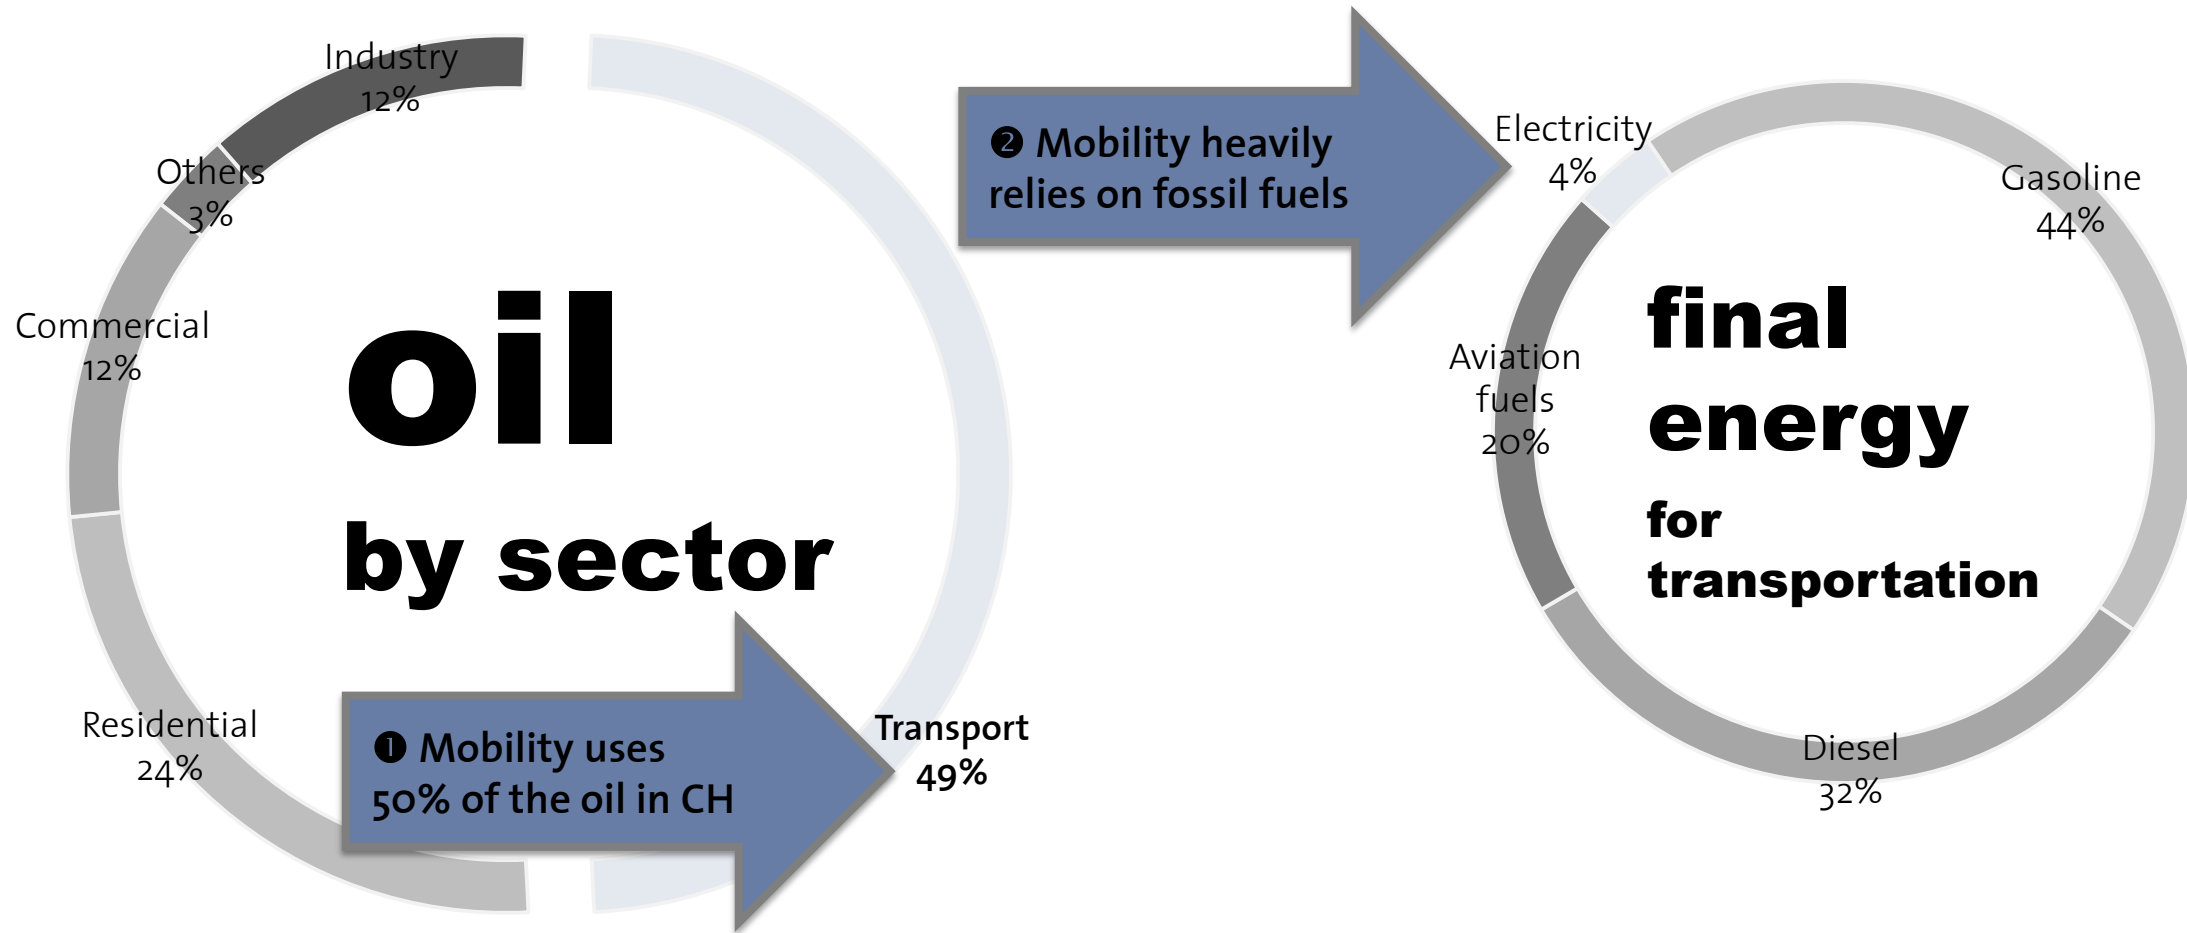 Industry
12%
Others
3%
Commercial
12%
Residential
24%
oil
by sector
❶ Mobility uses
50% of the oil in CH
Transport
49%
❷ Mobility heavily
relies on fossil fuels
Electricity
4%
Gasoline
44%
Aviation
fuels
20%
final
energy
for
transportation
Diesel
32%